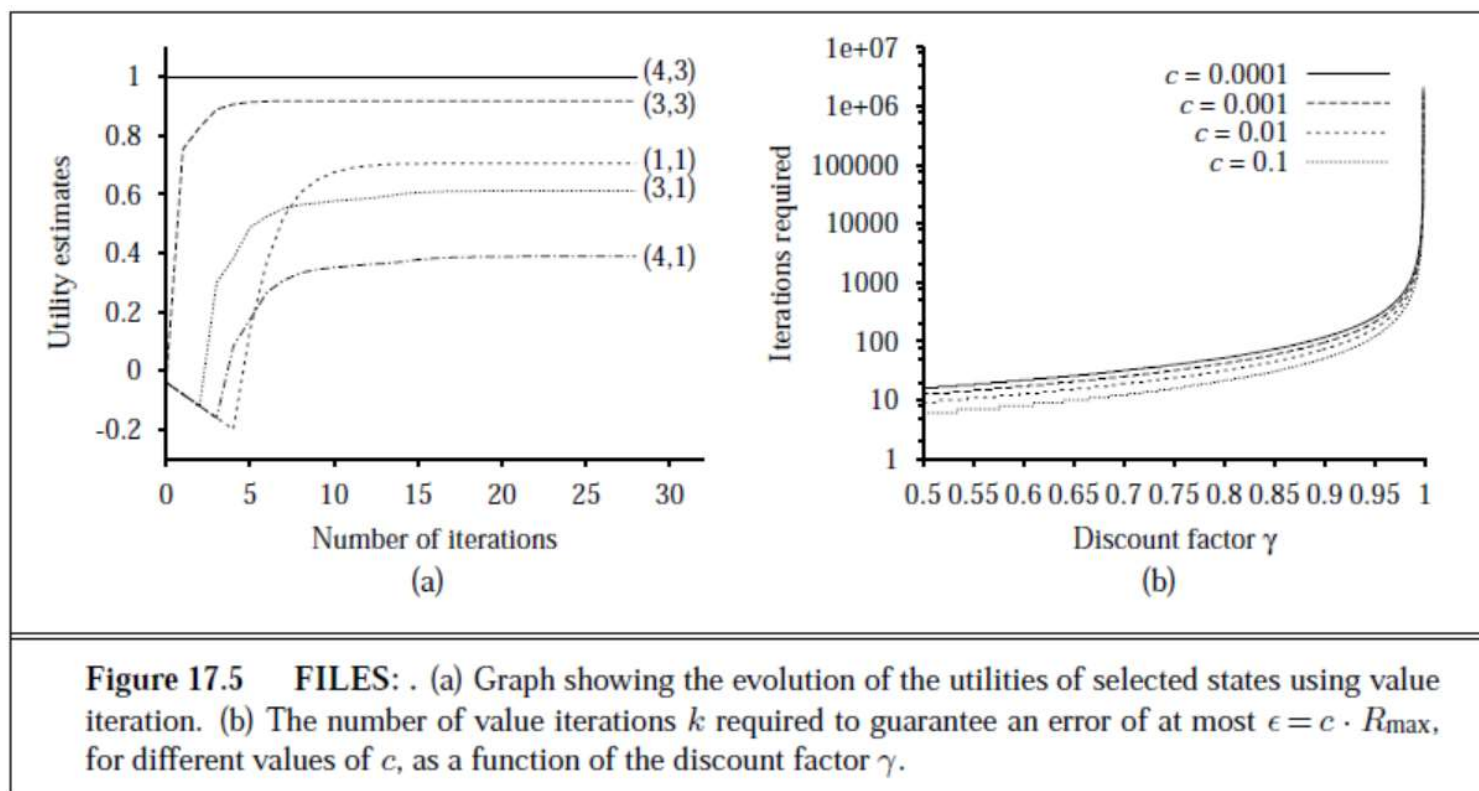 1
0.8
0.6
0.4
0.2
0
-0.2
Utility estimates
(4,3)
(3,3)
(1,1)
(3,1)
(4,1)
0 5 10 15 20 25 30
Number of iterations
(a)
1e+07
1e+06
100000
10000
1000
100
10
1
Iterations required
c = 0.0001
c = 0.001
c = 0.01
c = 0.1
0.5 0.55 0.6 0.65 0.7 0.75 0.8 0.85 0.9 0.95 1
Discount factor γ
(b)
Figure 17.5 FILES: . (a) Graph showing the evolution of the utilities of selected states using value
iteration. (b) The number of value iterations k required to guarantee an error of at most ϵ = c · Rmax,
for different values of c, as a function of the discount factor γ.